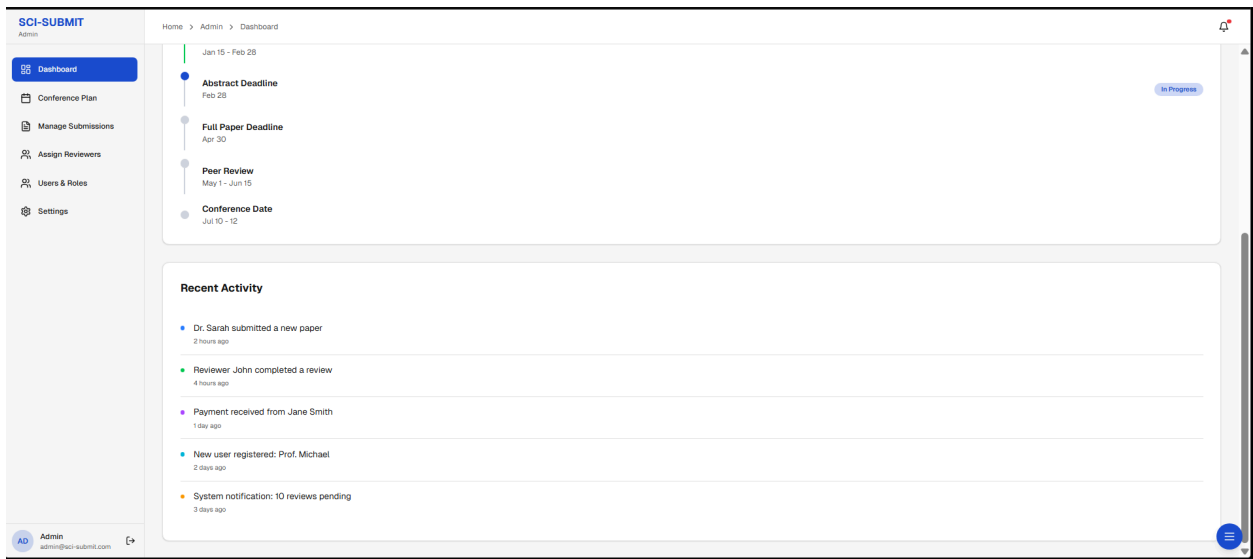 SCI-SUBMIT
Admin
Home > Admin > Dashboard
Dashboard
Conference Plan
Manage Submissions
Assign Reviewers
Users & Roles
Settings
Jan 15 - Feb 28
Abstract Deadline
Feb 28
In Progress
Full Paper Deadline
Apr 30
Peer Review
May 1 - Jun 15
Conference Date
Jul 10 - 12
Recent Activity
Dr. Sarah submitted a new paper
2 hours ago
Reviewer John completed a review
4 hours ago
Payment received from Jane Smith
1 day ago
New user registered: Prof. Michael
2 days ago
System notification: 10 reviews pending
3 days ago
AD
Admin
admin@sci-submit.com